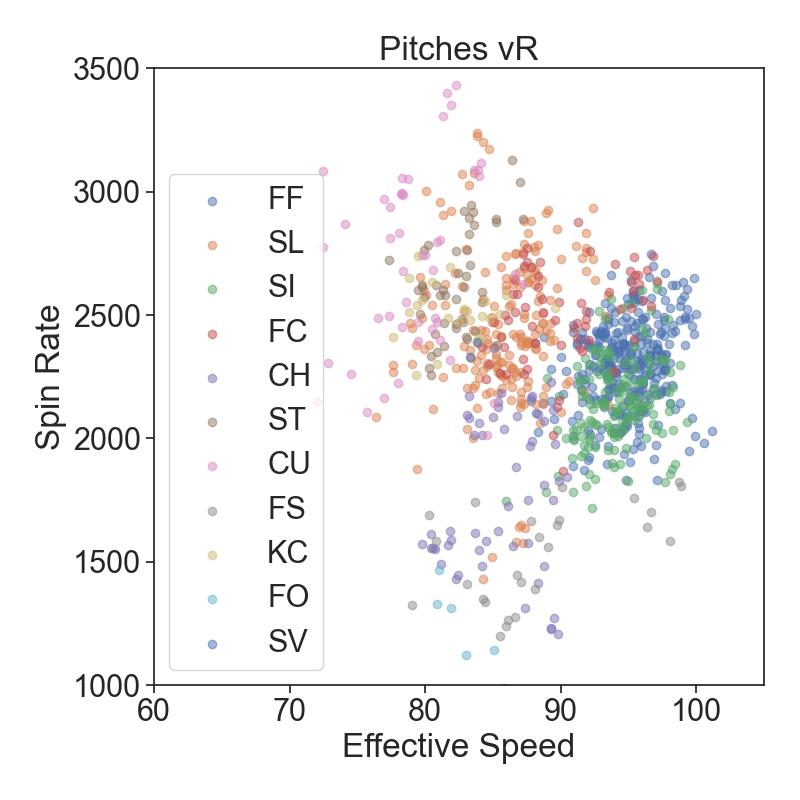 Pitches vR
3500
3000
2500
2000
1500
1000
Spin Rate
FF
SL
SI
FC
CH
ST
CU
FS
KC
FO
SV
60 70 80 90 100
Effective Speed